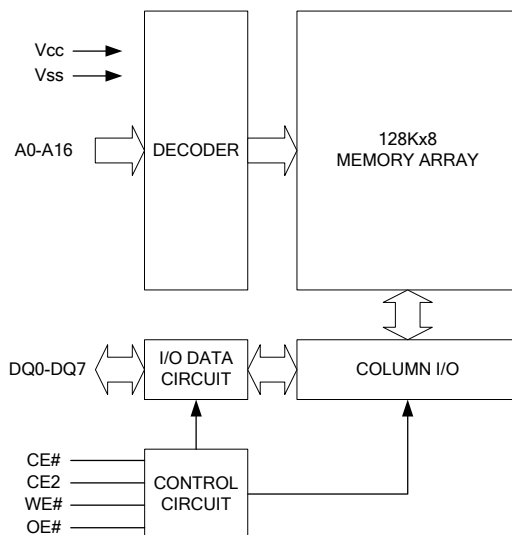 Vcc
Vss
A0-A16
DECODER
128Kx8
MEMORY ARRAY
DQ0-DQ7
I/O DATA
CIRCUIT
COLUMN I/O
CE#
CE2
WE#
OE#
CONTROL
CIRCUIT